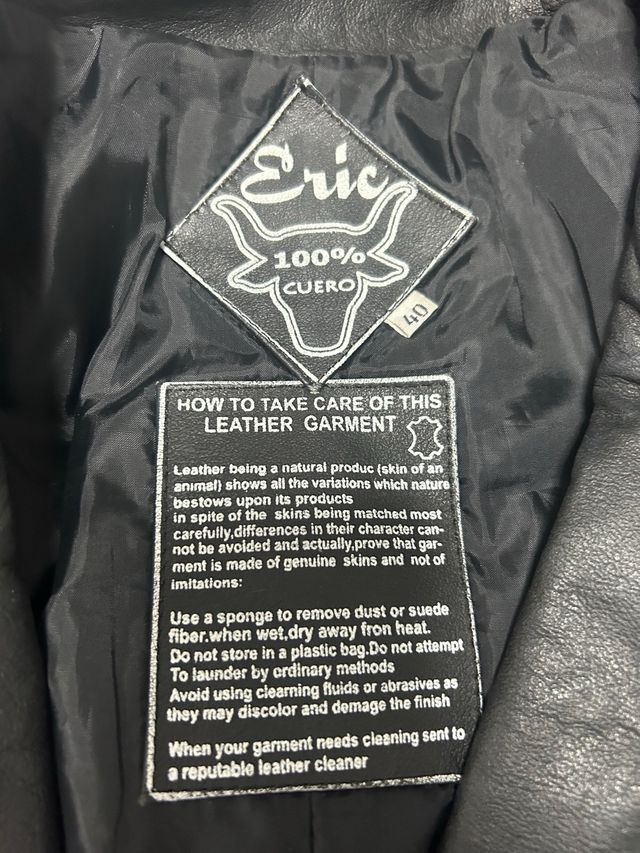 Eric
100%
CUERO
40
HOW TO TAKE CARE OF THIS
LEATHER GARMENT
Leather being a natural produc (skin of an
animal) shows all the variations which nature
bestows upon its products
in spite of the skins being matched most
carefully,differences in their character can-
not be avoided and actually,prove that gar-
ment is made of genuine skins and not of
imitations:
Use a sponge to remove dust or suede
fiber.when wet,dry away fron heat.
Do not store in a plastic bag.Do not attempt
To launder by ordinary methods
Avoid using clearning fluids or abrasives as
they may discolor and demage the finish
When your garment needs cleaning sent to
a reputable leather cleaner